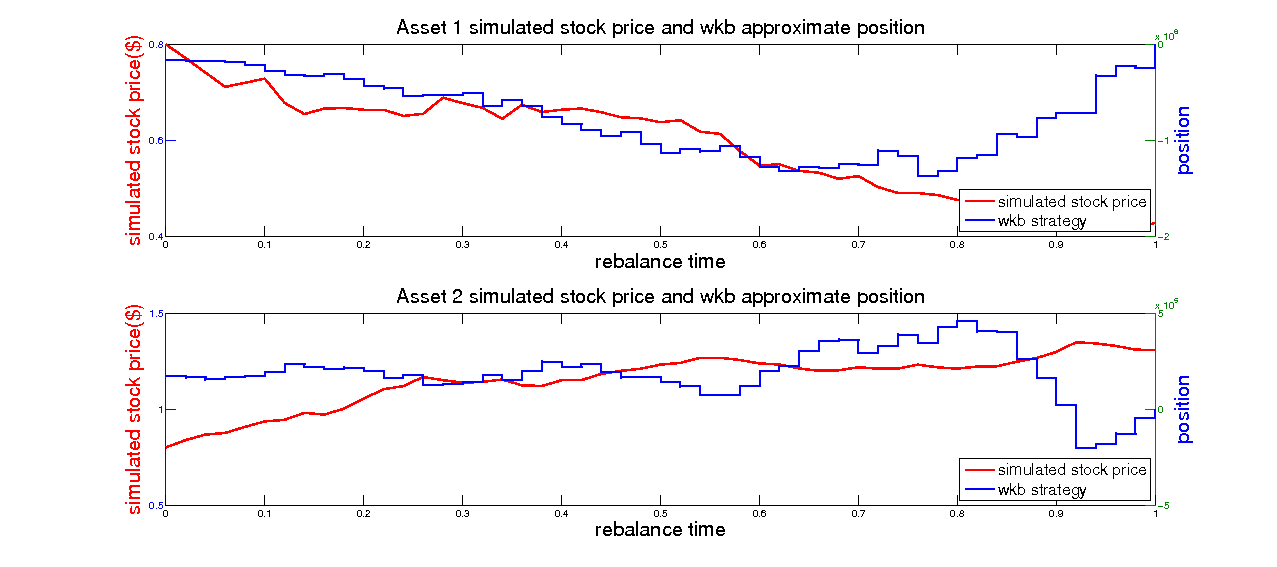 Asset 1 simulated stock price and wkb approximate position
simulated stock price($)
0.8
0.6
0.4
x 10^6
0
-1
-2
position
simulated stock price
wkb strategy
0 0.1 0.2 0.3 0.4 0.5 0.6 0.7 0.8 0.9 1
rebalance time
Asset 2 simulated stock price and wkb approximate position
simulated stock price($)
1.5
1
0.5
x 10^5
5
0
-5
position
simulated stock price
wkb strategy
0 0.1 0.2 0.3 0.4 0.5 0.6 0.7 0.8 0.9 1
rebalance time